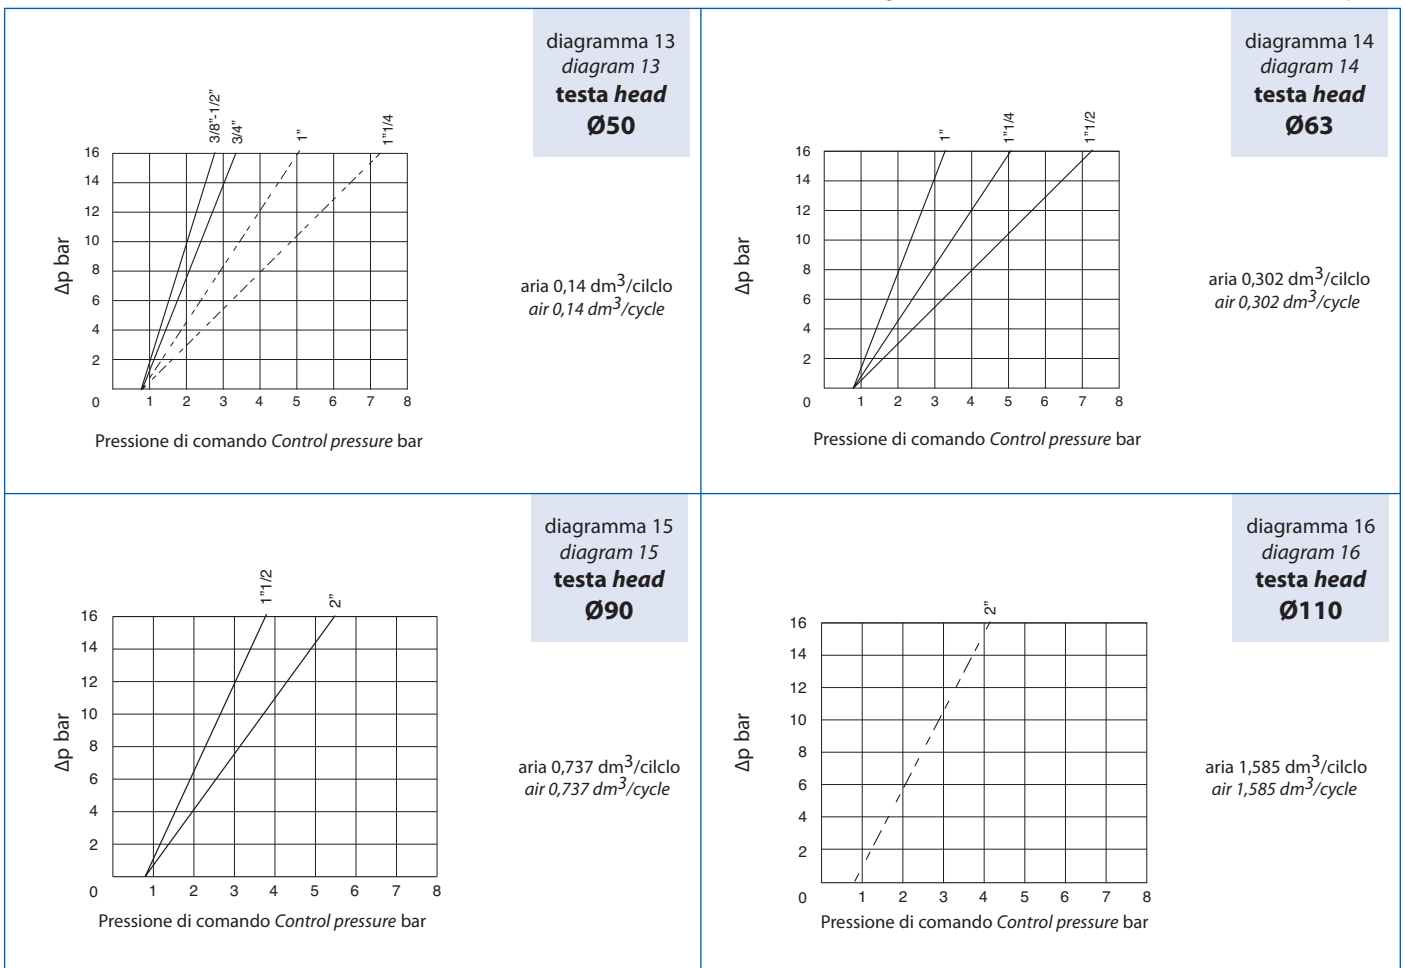 diagramma 13
diagram 13
testa head
Ø50
3/8"-1/2"
3/4"
1"
1"1/4
16
14
12
10
8
6
4
2
0
1 2 3 4 5 6 7 8
Δp bar
Pressione di comando Control pressure bar
aria 0,14 dm3/cilclo
air 0,14 dm3/cycle
diagramma 14
diagram 14
testa head
Ø63
1"
1"1/4
1"1/2
16
14
12
10
8
6
4
2
0
1 2 3 4 5 6 7 8
Δp bar
Pressione di comando Control pressure bar
aria 0,302 dm3/cilclo
air 0,302 dm3/cycle
diagramma 15
diagram 15
testa head
Ø90
1"1/2
2"
16
14
12
10
8
6
4
2
0
1 2 3 4 5 6 7 8
Δp bar
Pressione di comando Control pressure bar
aria 0,737 dm3/cilclo
air 0,737 dm3/cycle
diagramma 16
diagram 16
testa head
Ø110
2"
16
14
12
10
8
6
4
2
0
1 2 3 4 5 6 7 8
Δp bar
Pressione di comando Control pressure bar
aria 1,585 dm3/cilclo
air 1,585 dm3/cycle